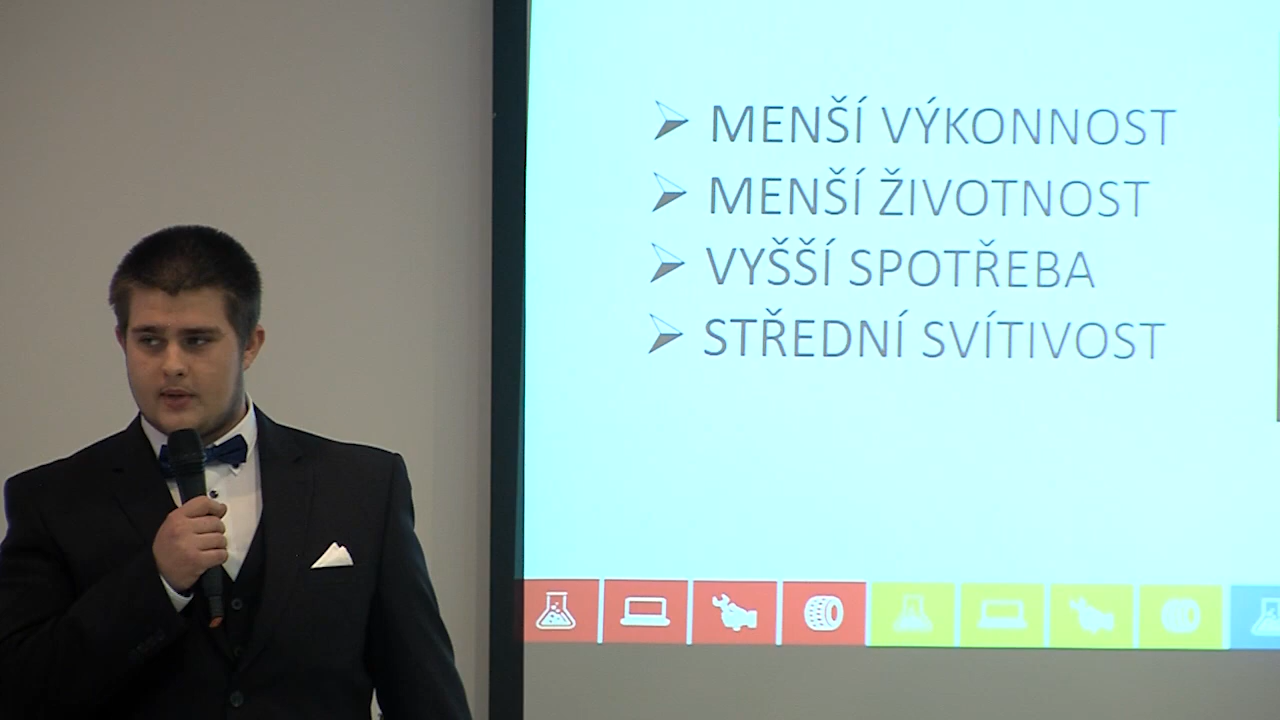 MENŠÍ VÝKONNOST
MENŠÍ ŽIVOTNOST
VYŠŠÍ SPOTŘEBA
STŘEDNÍ SVÍTIVOST